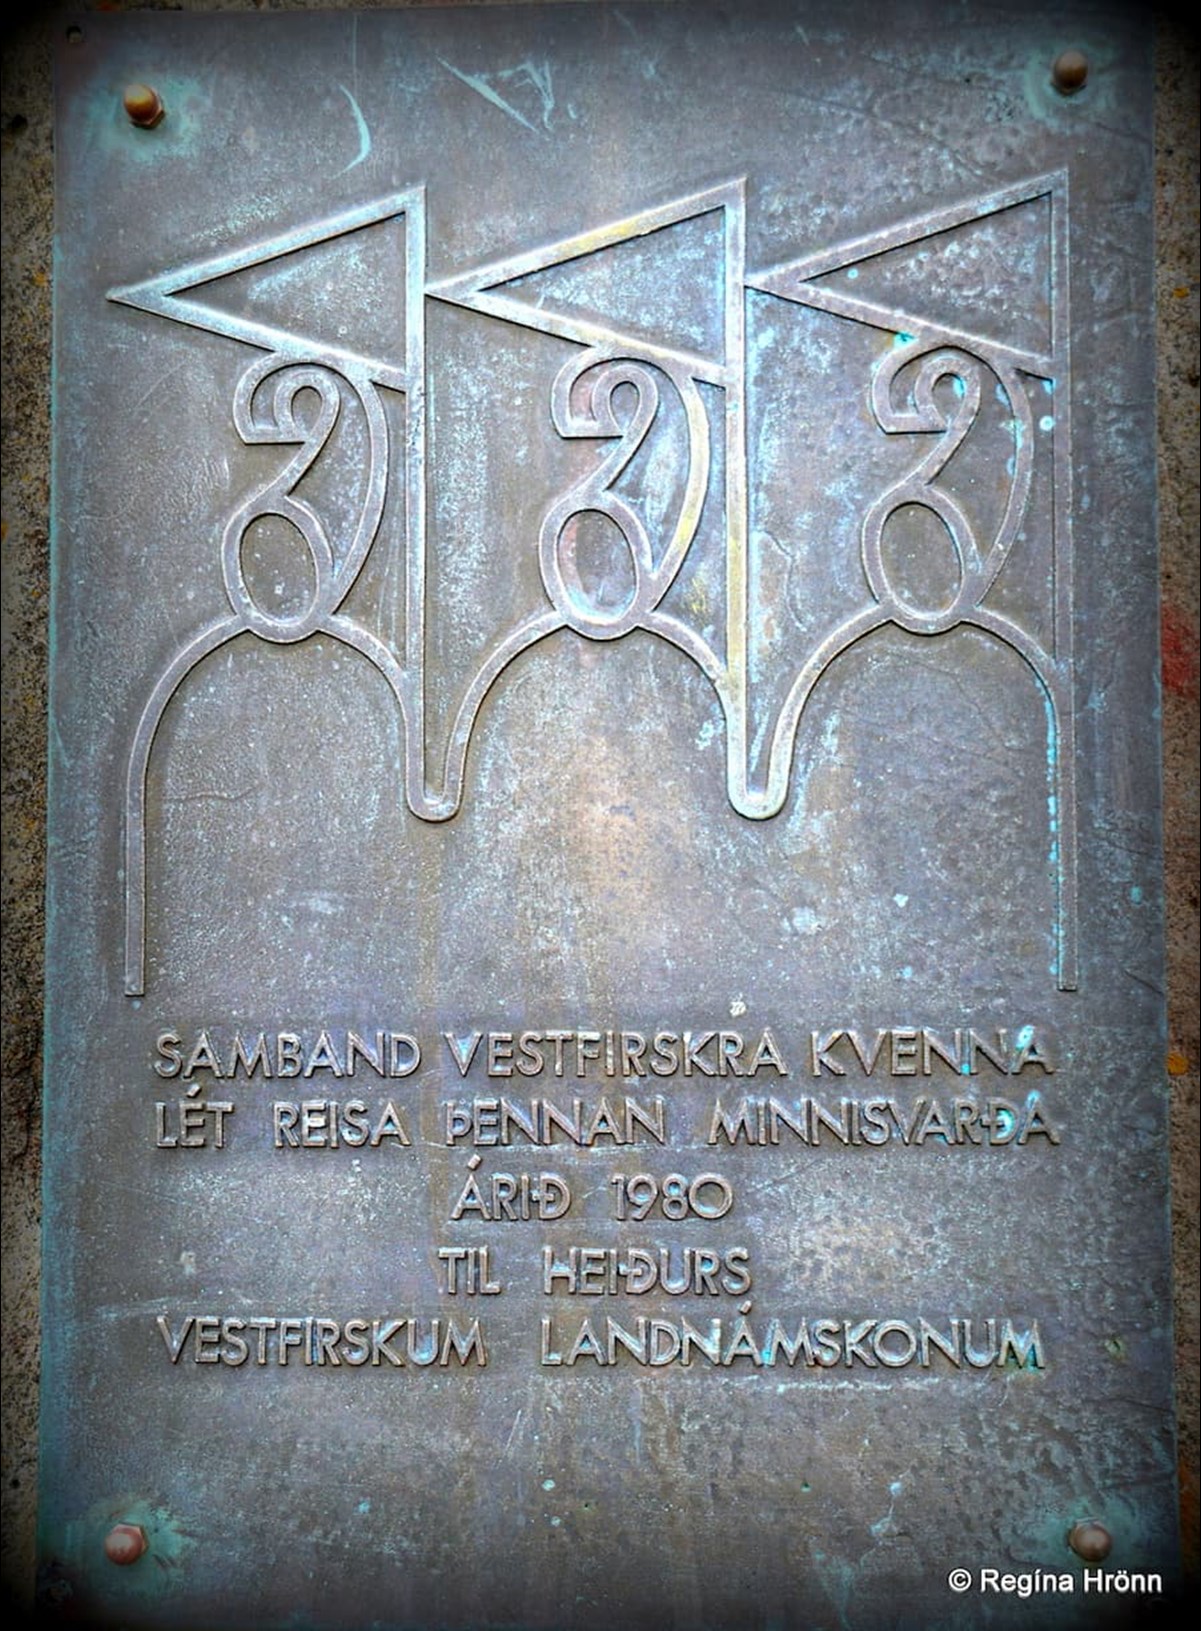 SAMBAND VESTFIRSKRA KVENNA
LÉT REISA ÞENNAN MINNISVARÐA
ÁRIÐ 1980
TIL HEIÐURS
VESTFIRSKUM LANDNÁMSKONUM
© Regína Hrönn